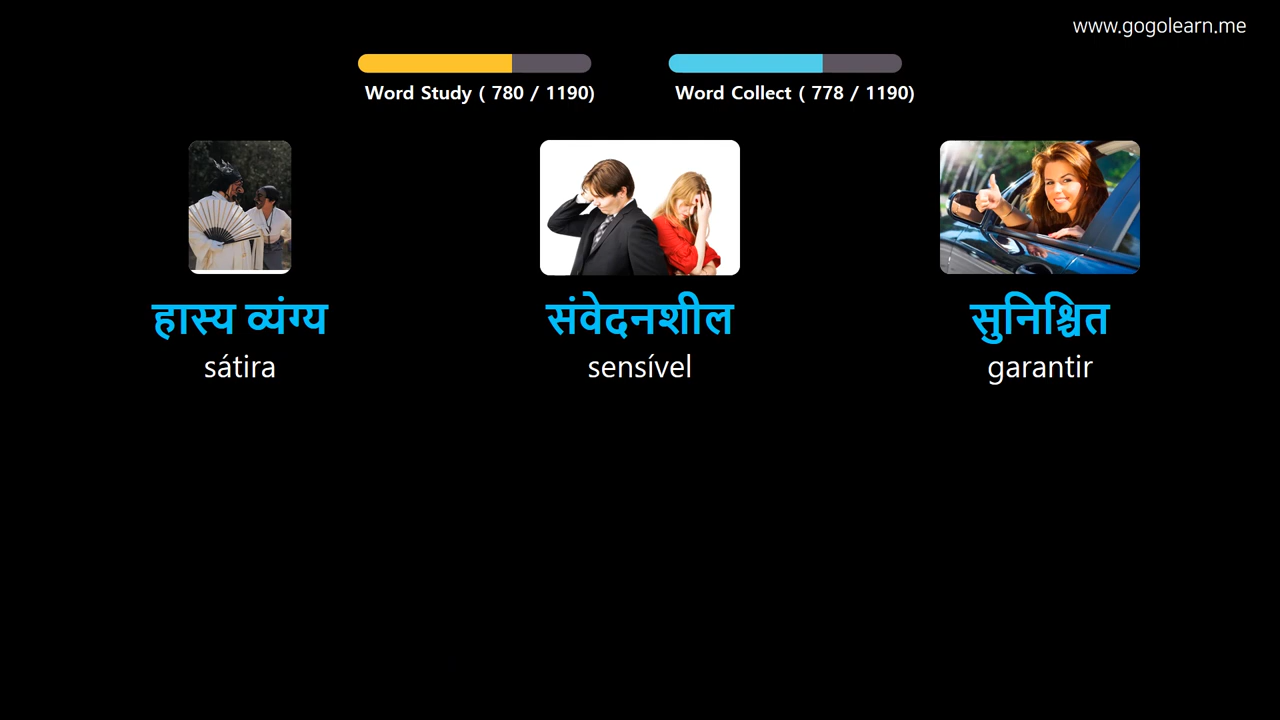 www.gogolearn.me
Word Study ( 780 / 1190)
Word Collect ( 778 / 1190)
हास्य व्यंग्य
sátira
संवेदनशील
sensível
सुनिश्चित
garantir